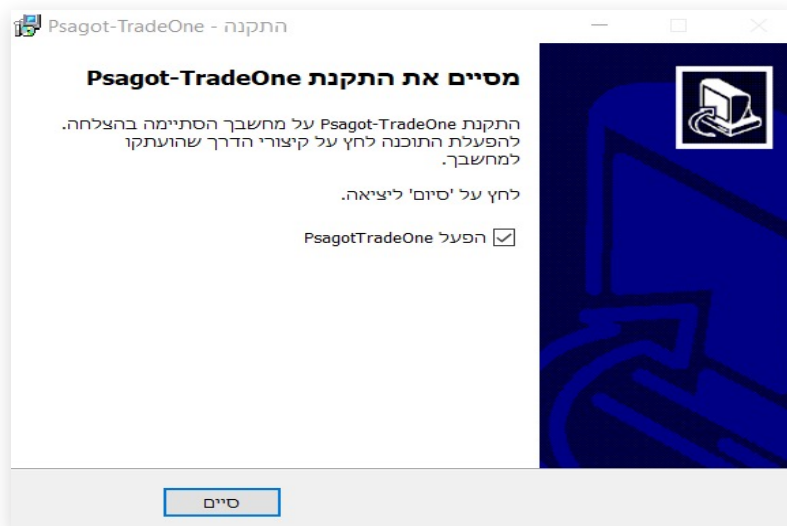 התקנה - Psagot-TradeOne
מסיים את התקנת Psagot-TradeOne
התקנת Psagot-TradeOne על מחשבך הסתיימה בהצלחה.
להפעלת התוכנה לחץ על קיצורי הדרך שהועתקו
למחשבך.
לחץ על 'סיום' ליציאה.
הפעל PsagotTradeOne
סיים